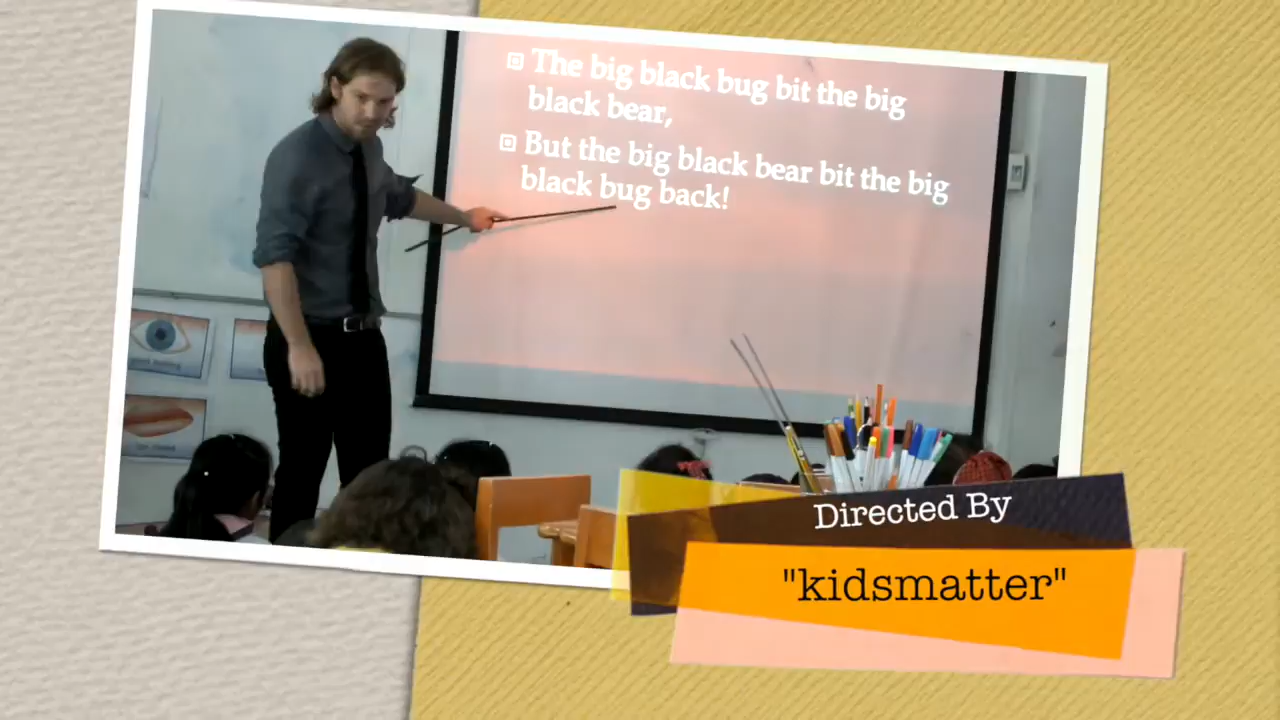 The big black bug bit the big
black bear,
But the big black bear bit the big
black bug back!
Directed By
"kidsmatter"